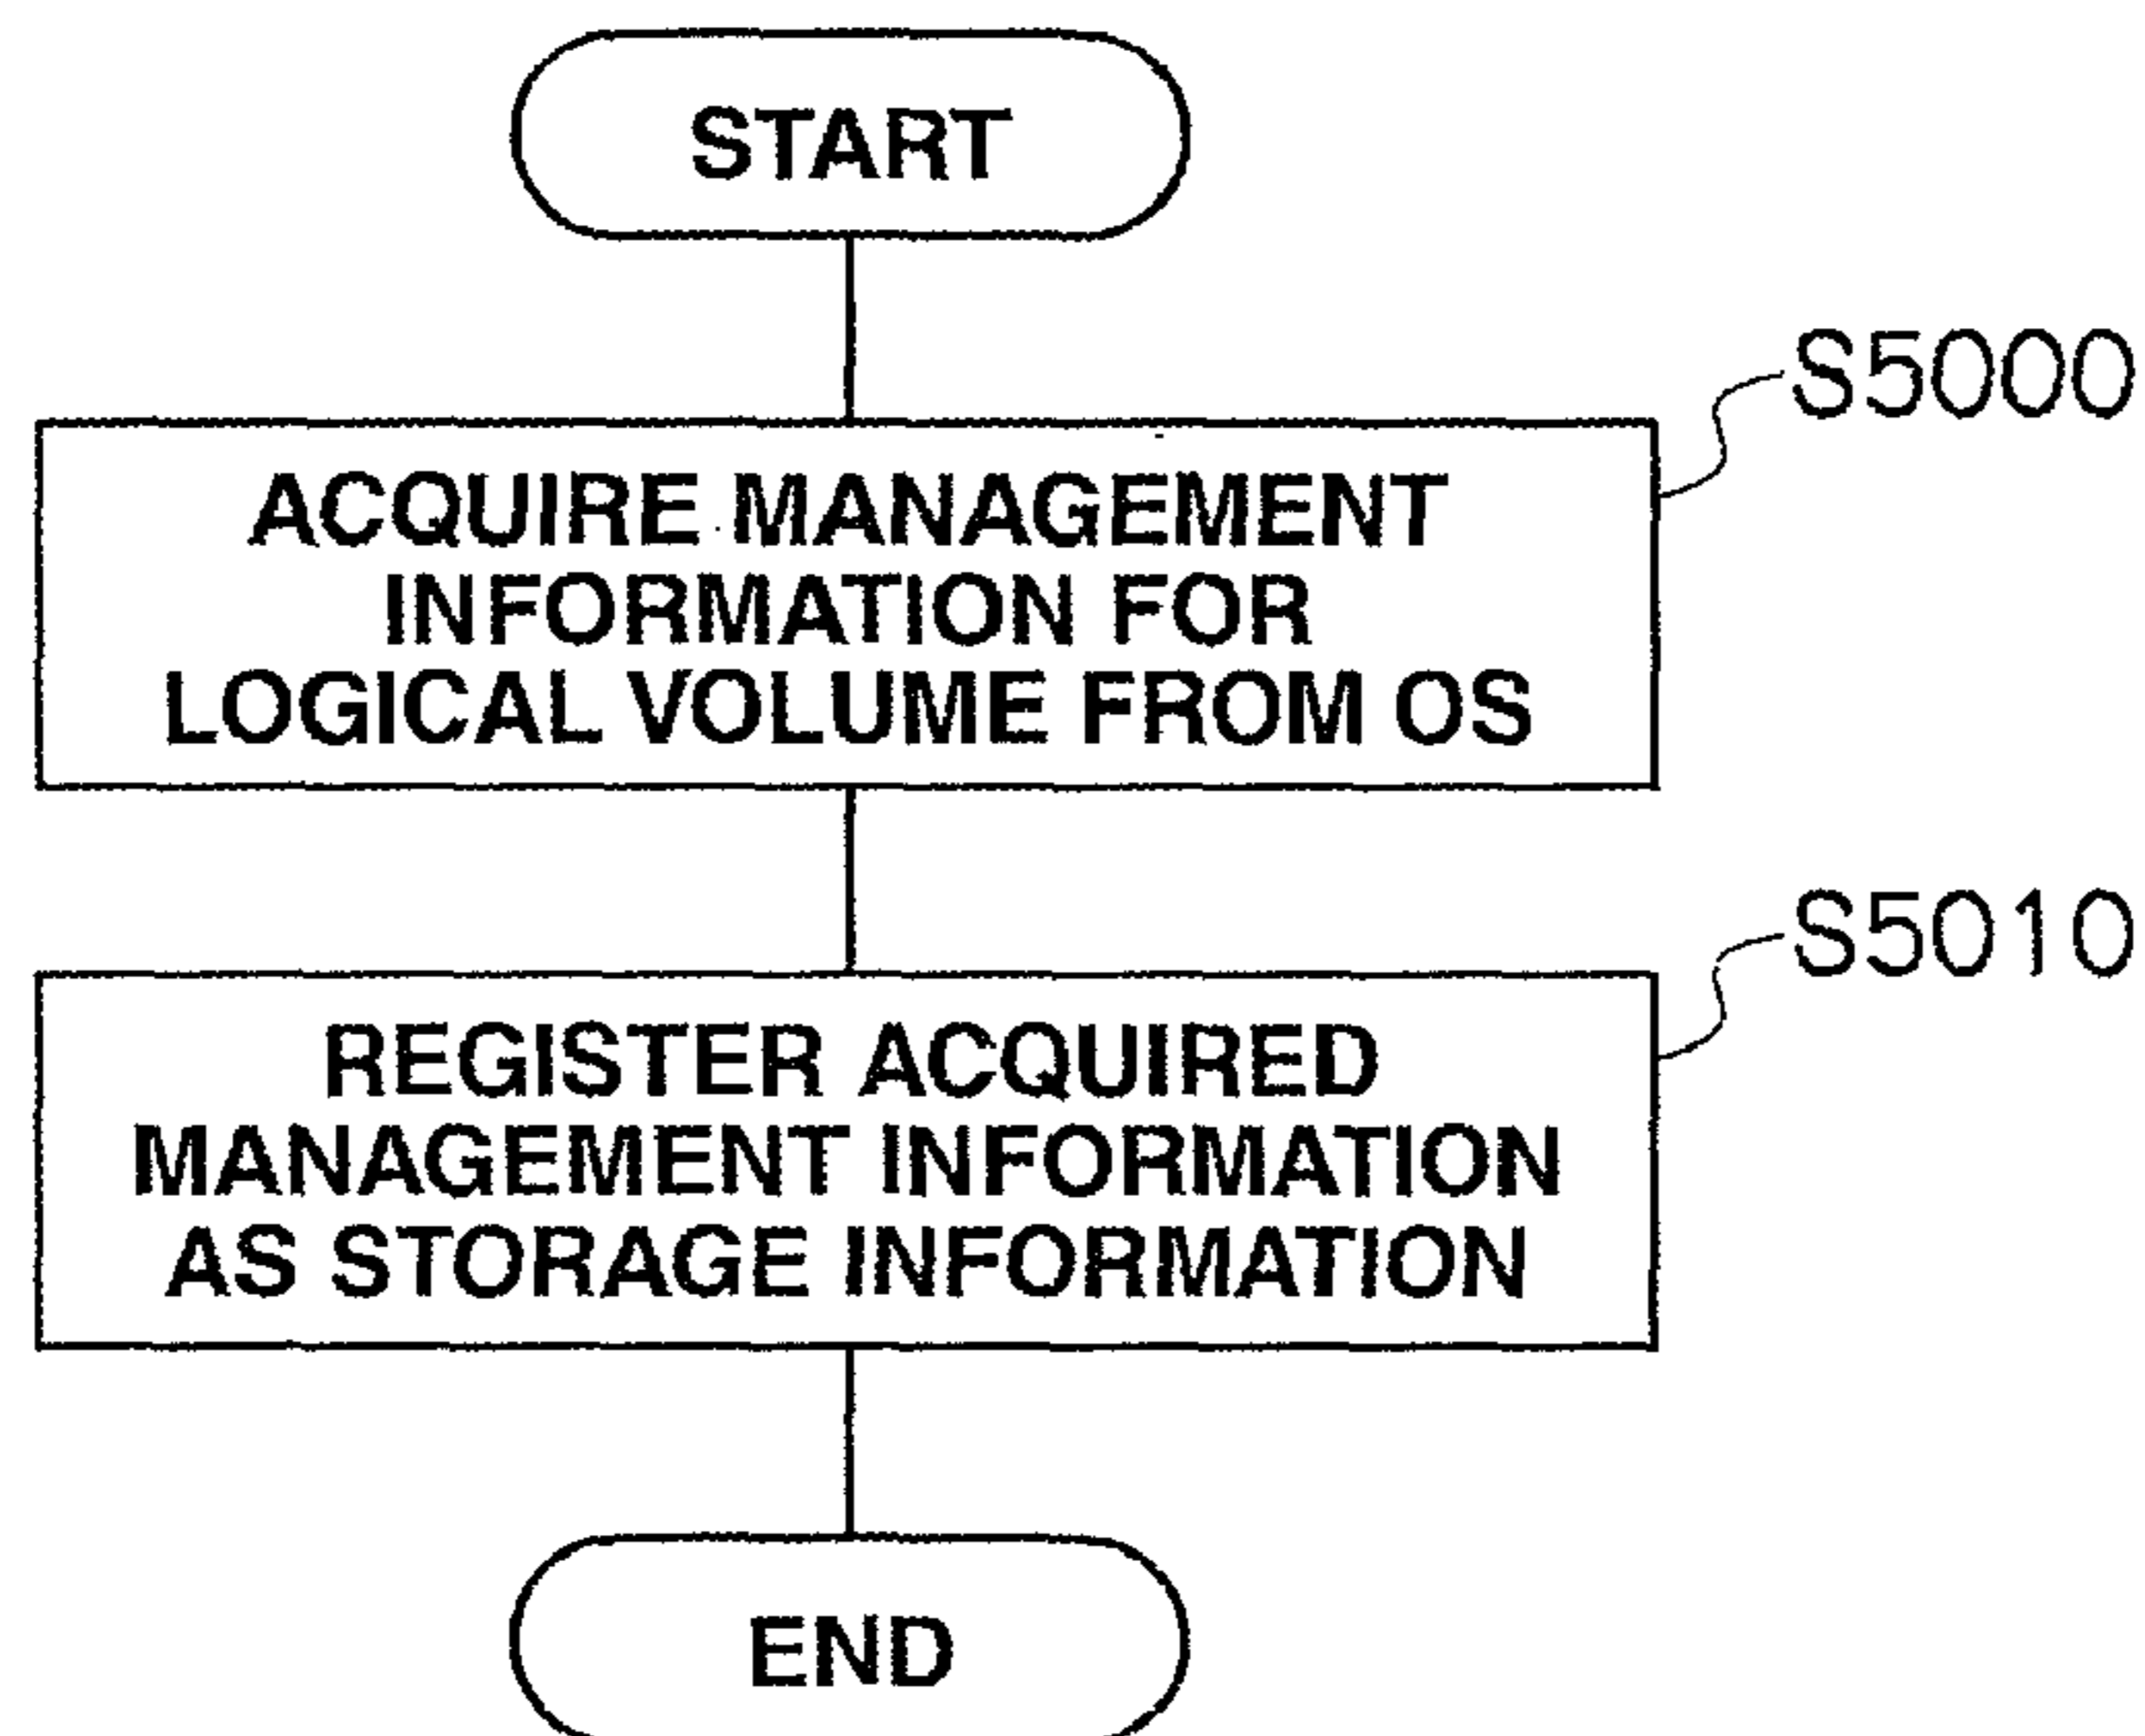 START
S5000
ACQUIRE MANAGEMENT
INFORMATION FOR
LOGICAL VOLUME FROM OS
S5010
REGISTER ACQUIRED
MANAGEMENT INFORMATION
AS STORAGE INFORMATION
END